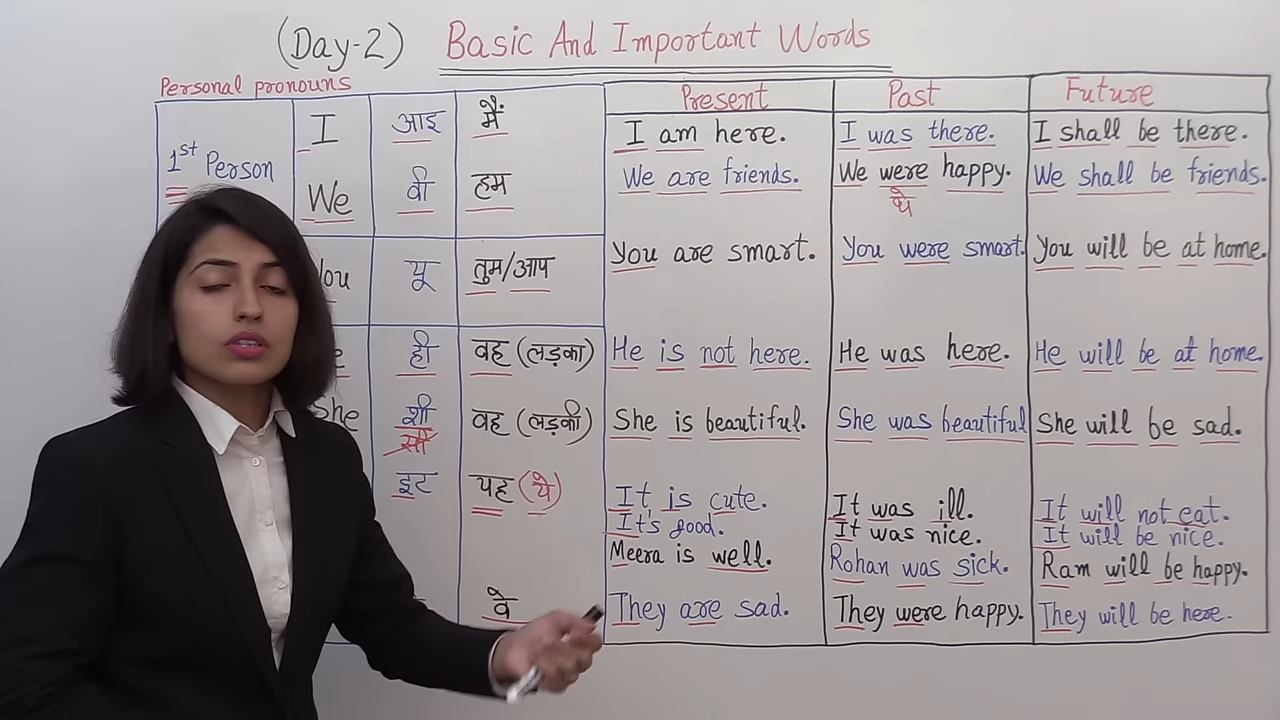 (Day-2) Basic And Important Words
Personal pronouns
Present Past Future
1st Person I आइ मैं I am here. I was there. I shall be there.
We वी हम We are friends. We were happy. We shall be friends.
थे
यू तुम/आप You are smart. You were smart. You will be at home.
ही वह (लड़का) He is not here. He was here. He will be at home.
She शी वह (लड़की) She is beautiful. She was beautiful She will be sad.
इट यह (ये) It is cute. It was ill. It will not eat.
It's good. It was nice. It will be nice.
Meera is well. Rohan was sick. Ram will be happy.
वे They are sad. They were happy. They will be here.